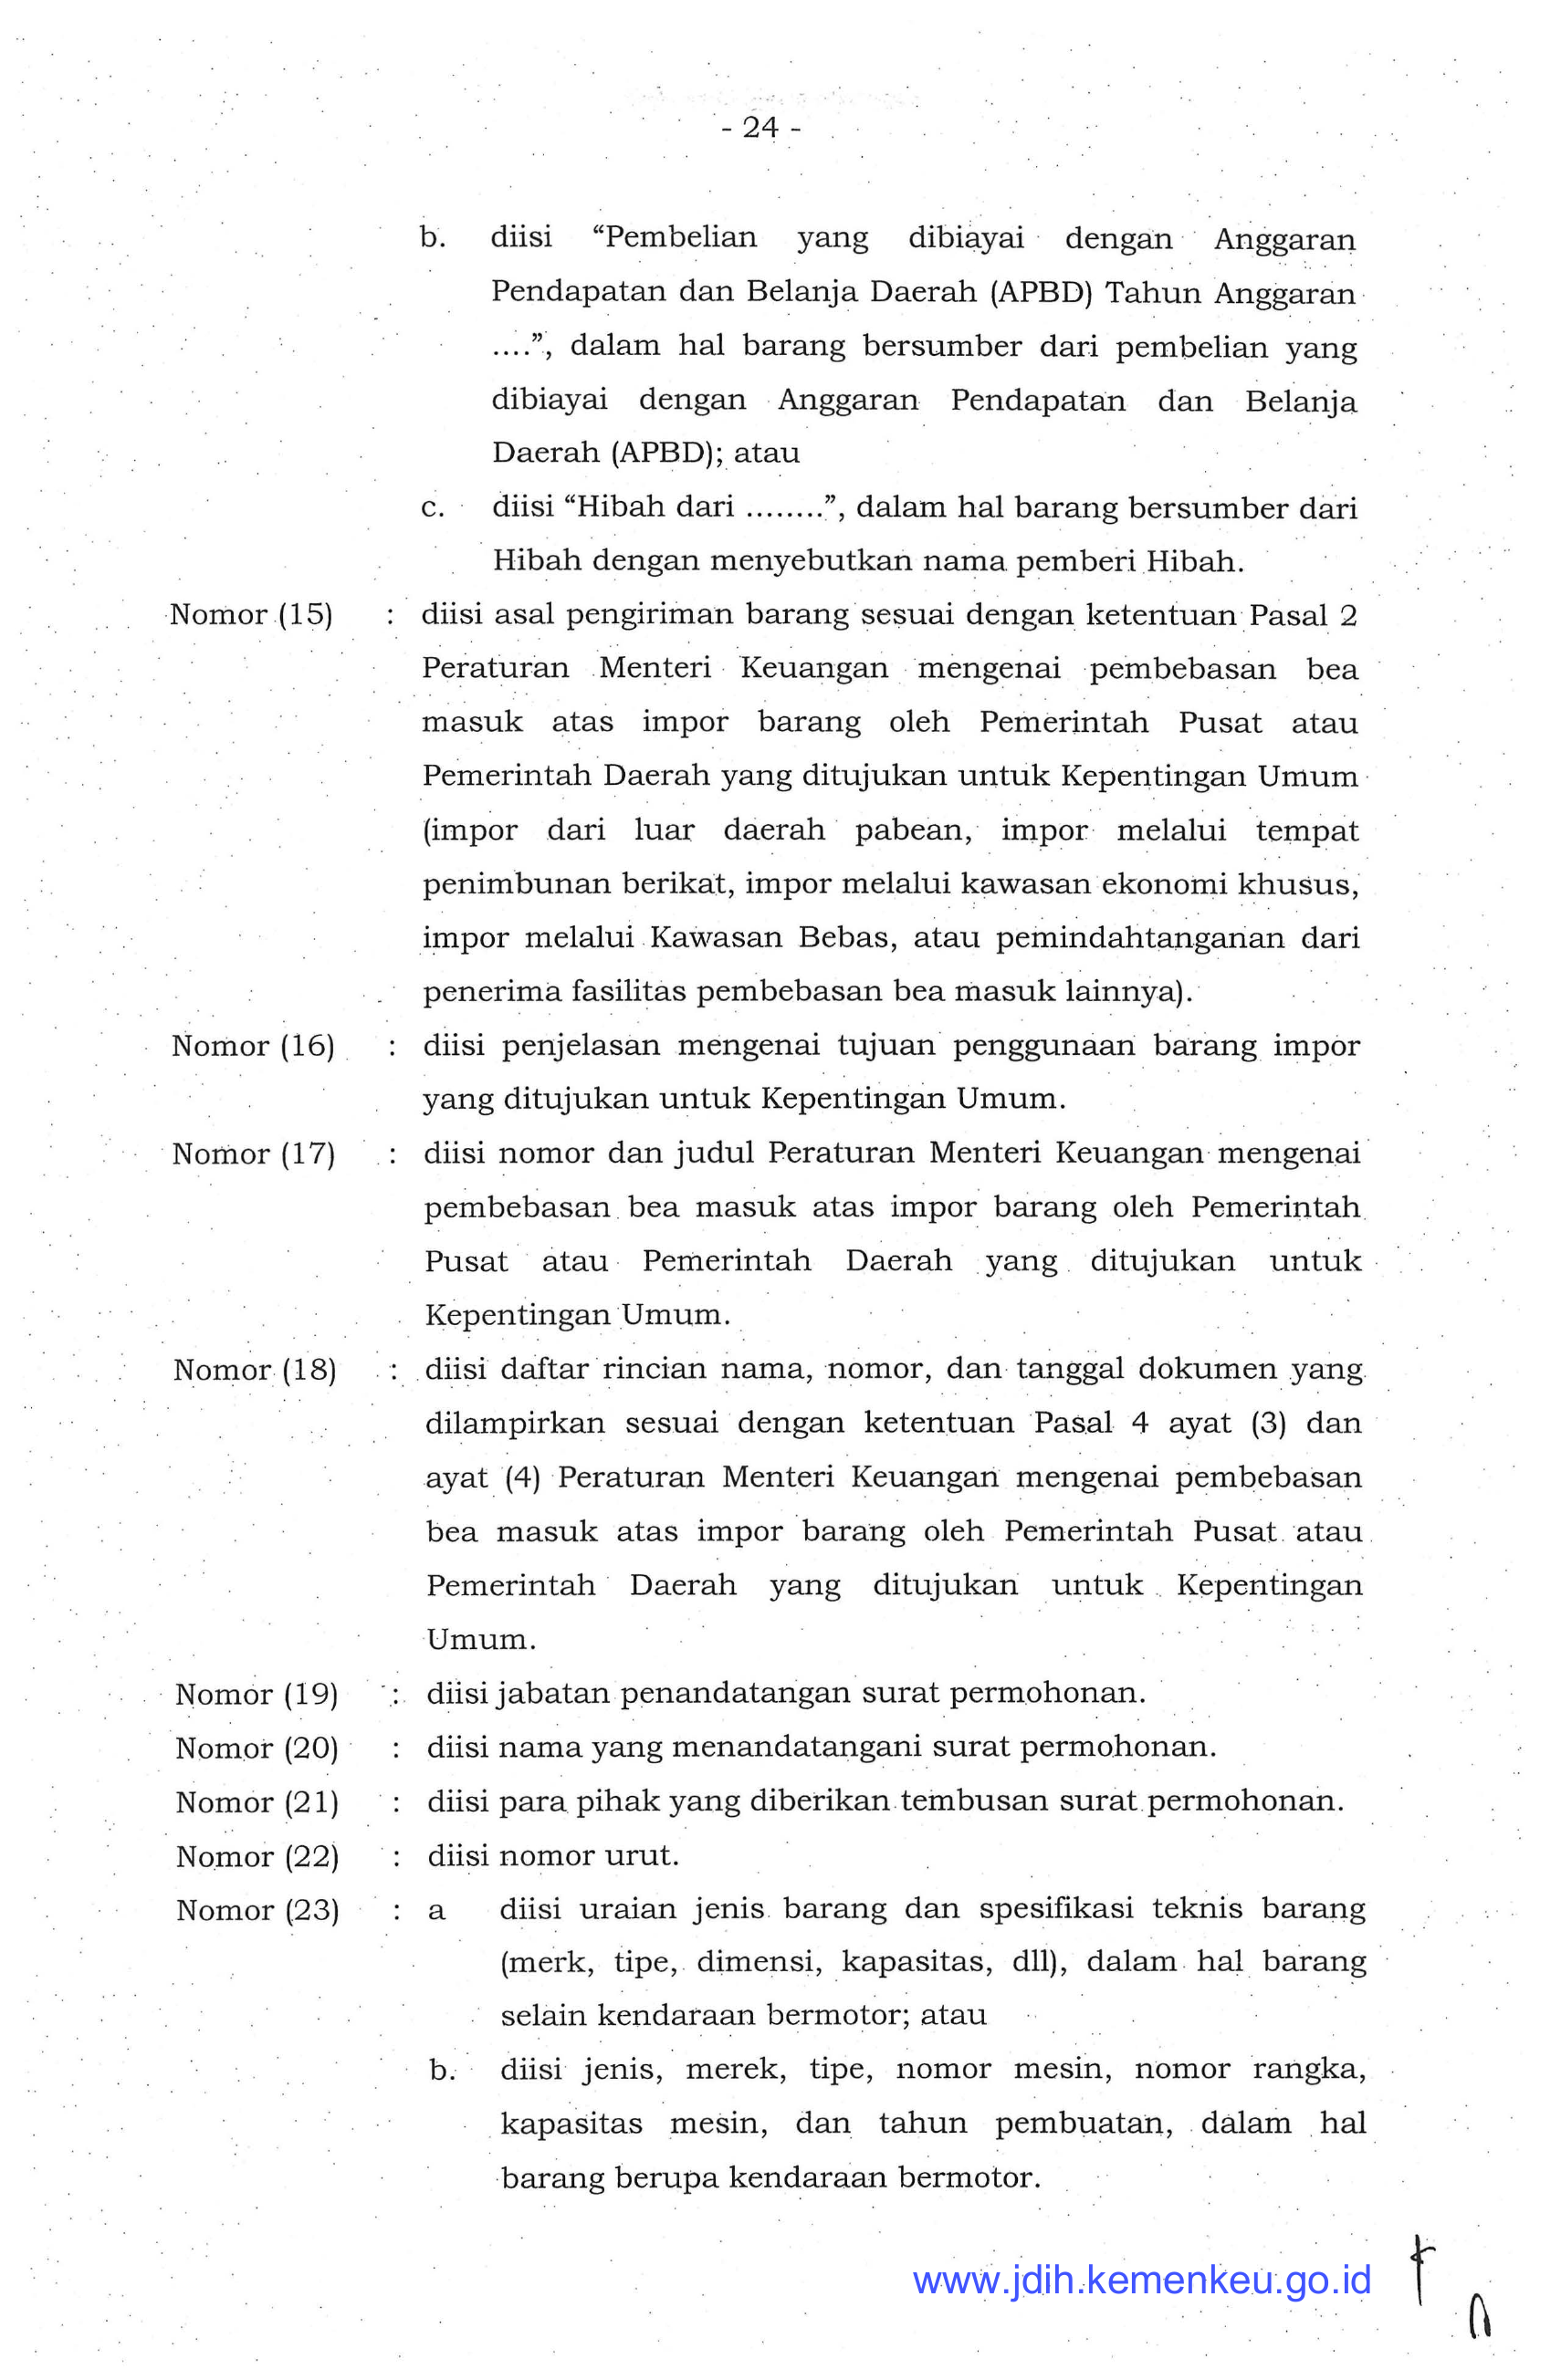 - 24 -
b. diisi “Pembelian yang dibiayai dengan Anggaran
Pendapatan dan Belanja Daerah (APBD) Tahun Anggaran
....”, dalam hal barang bersumber dari pembelian yang
dibiayai dengan Anggaran Pendapatan dan Belanja
Daerah (APBD); atau
c. diisi “Hibah dari ........”, dalam hal barang bersumber dari
Hibah dengan menyebutkan nama pemberi Hibah.
Nomor (15) : diisi asal pengiriman barang sesuai dengan ketentuan Pasal 2
Peraturan Menteri Keuangan mengenai pembebasan bea
masuk atas impor barang oleh Pemerintah Pusat atau
Pemerintah Daerah yang ditujukan untuk Kepentingan Umum
(impor dari luar daerah pabean, impor melalui tempat
penimbunan berikat, impor melalui kawasan ekonomi khusus,
impor melalui Kawasan Bebas, atau pemindahtanganan dari
penerima fasilitas pembebasan bea masuk lainnya).
Nomor (16) : diisi penjelasan mengenai tujuan penggunaan barang impor
yang ditujukan untuk Kepentingan Umum.
Nomor (17) : diisi nomor dan judul Peraturan Menteri Keuangan mengenai
pembebasan bea masuk atas impor barang oleh Pemerintah
Pusat atau Pemerintah Daerah yang ditujukan untuk
Kepentingan Umum.
Nomor (18) : diisi daftar rincian nama, nomor, dan tanggal dokumen yang
dilampirkan sesuai dengan ketentuan Pasal 4 ayat (3) dan
ayat (4) Peraturan Menteri Keuangan mengenai pembebasan
bea masuk atas impor barang oleh Pemerintah Pusat atau
Pemerintah Daerah yang ditujukan untuk Kepentingan
Umum.
Nomor (19) : diisi jabatan penandatangan surat permohonan.
Nomor (20) : diisi nama yang menandatangani surat permohonan.
Nomor (21) : diisi para pihak yang diberikan tembusan surat permohonan.
Nomor (22) : diisi nomor urut.
Nomor (23) : a diisi uraian jenis barang dan spesifikasi teknis barang
(merk, tipe, dimensi, kapasitas, dll), dalam hal barang
selain kendaraan bermotor; atau
b. diisi jenis, merek, tipe, nomor mesin, nomor rangka,
kapasitas mesin, dan tahun pembuatan, dalam hal
barang berupa kendaraan bermotor.
www.jdih.kemenkeu.go.id